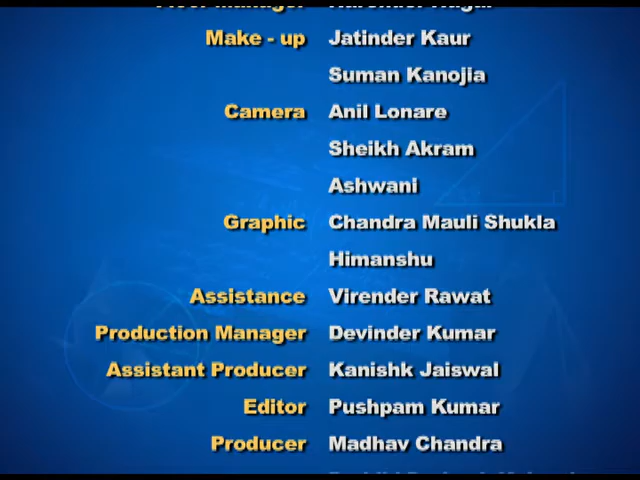 Make - up Jatinder Kaur
Suman Kanojia
Camera Anil Lonare
Sheikh Akram
Ashwani
Graphic Chandra Mauli Shukla
Himanshu
Assistance Virender Rawat
Production Manager Devinder Kumar
Assistant Producer Kanishk Jaiswal
Editor Pushpam Kumar
Producer Madhav Chandra